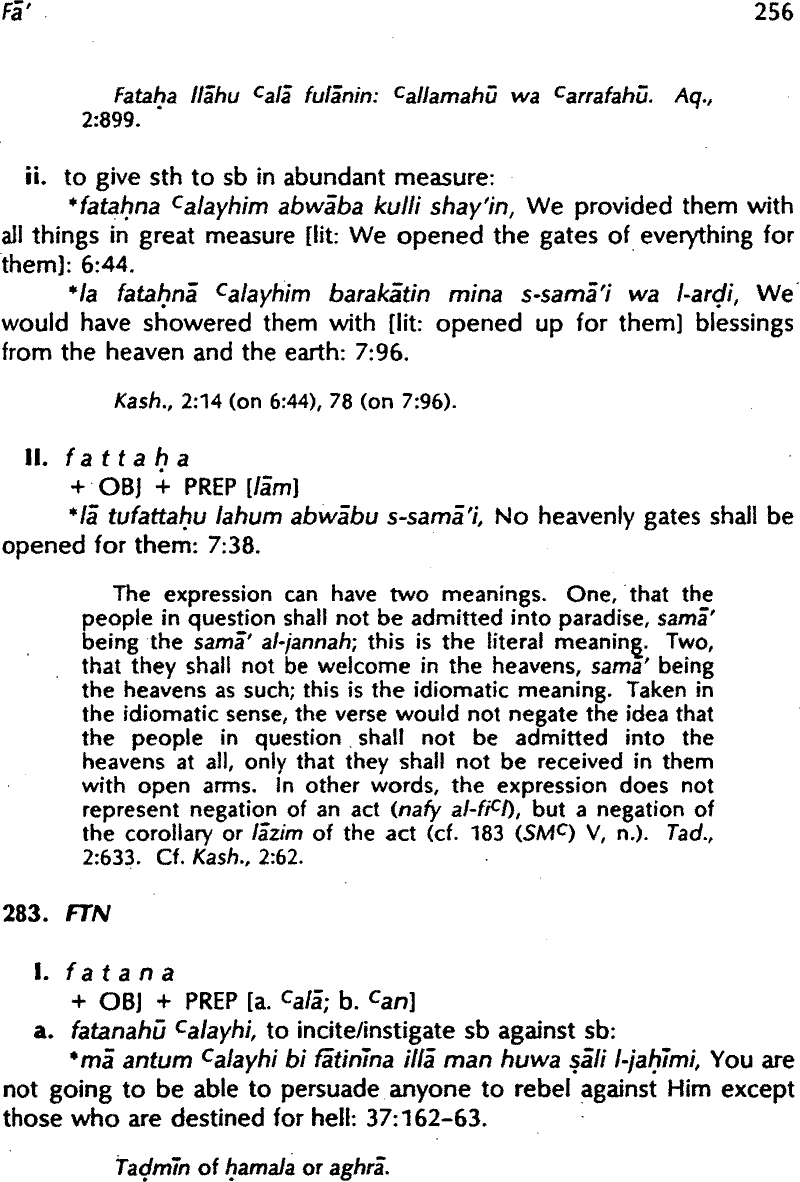 Fā' 256
Fataḥa llāhu ᶜalā fulānin: ᶜallamahū wa ᶜarrafahū. Aq.,
2:899.
ii. to give sth to sb in abundant measure:
*fataḥna ᶜalayhim abwāba kulli shay'in, We provided them with
all things in great measure [lit: We opened the gates of everything for
them]: 6:44.
*la fataḥnā ᶜalayhim barakātin mina s-samā'i wa l-arḍi, We
would have showered them with [lit: opened up for them] blessings
from the heaven and the earth: 7:96.
Kash., 2:14 (on 6:44), 78 (on 7:96).
II. f a t t a ḥ a
+ OBJ + PREP [lām]
*lā tufattaḥu lahum abwābu s-samā'i, No heavenly gates shall be
opened for them: 7:38.
The expression can have two meanings. One, that the
people in question shall not be admitted into paradise, samā'
being the samā' al-jannah; this is the literal meaning. Two,
that they shall not be welcome in the heavens, samā' being
the heavens as such; this is the idiomatic meaning. Taken in
the idiomatic sense, the verse would not negate the idea that
the people in question shall not be admitted into the
heavens at all, only that they shall not be received in them
with open arms. In other words, the expression does not
represent negation of an act (nafy al-fiᶜl), but a negation of
the corollary or lāzim of the act (cf. 183 (SMᶜ) V, n.). Tad.,
2:633. Cf. Kash., 2:62.
283. FTN
I. f a t a n a
+ OBJ + PREP [a. ᶜalā; b. ᶜan]
a. fatanahū ᶜalayhi, to incite/instigate sb against sb:
*mā antum ᶜalayhi bi fātinīna illā man huwa ṣāli l-jaḥīmi, You are
not going to be able to persuade anyone to rebel against Him except
those who are destined for hell: 37:162-63.
Taḍmīn of ḥamala or aghrā.